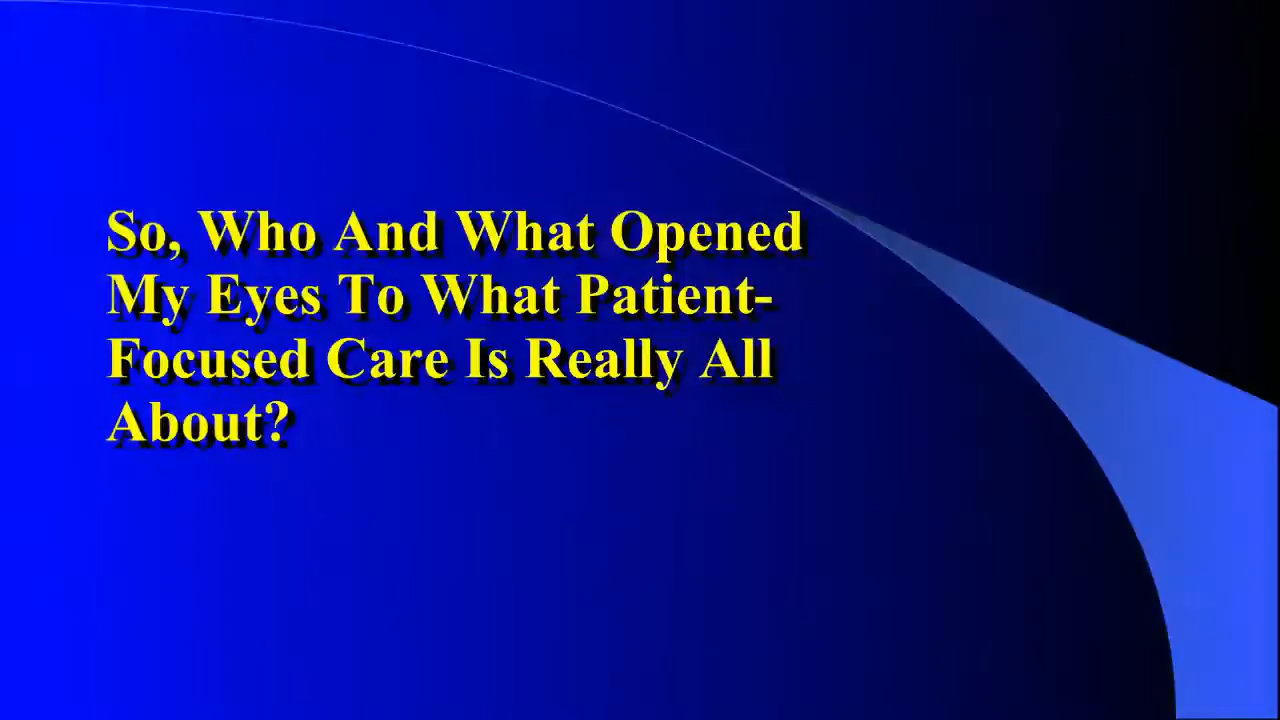 So, Who And What Opened
My Eyes To What Patient-
Focused Care Is Really All
About?